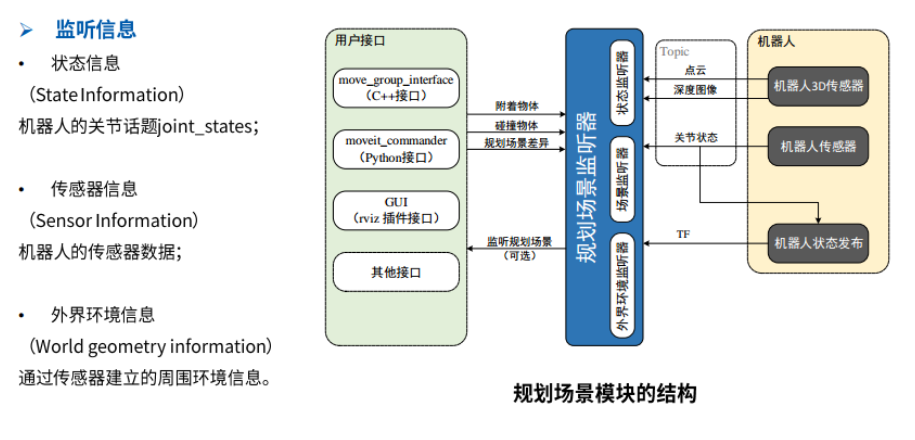 ➢ 监听信息
• 状态信息
（State Information）
机器人的关节话题joint_states；
• 传感器信息
（Sensor Information）
机器人的传感器数据；
• 外界环境信息
（World geometry information）
通过传感器建立的周围环境信息。
用户接口
move_group_interface
（C++接口）
moveit_commander
（Python接口）
GUI
（rviz 插件接口）
其他接口
附着物体
碰撞物体
规划场景差异
监听规划场景
（可选）
规划场景监听器
状态监听器
场景监听器
外界环境监听器
Topic
点云
深度图像
关节状态
TF
机器人
机器人3D传感器
机器人传感器
机器人状态发布
规划场景模块的结构